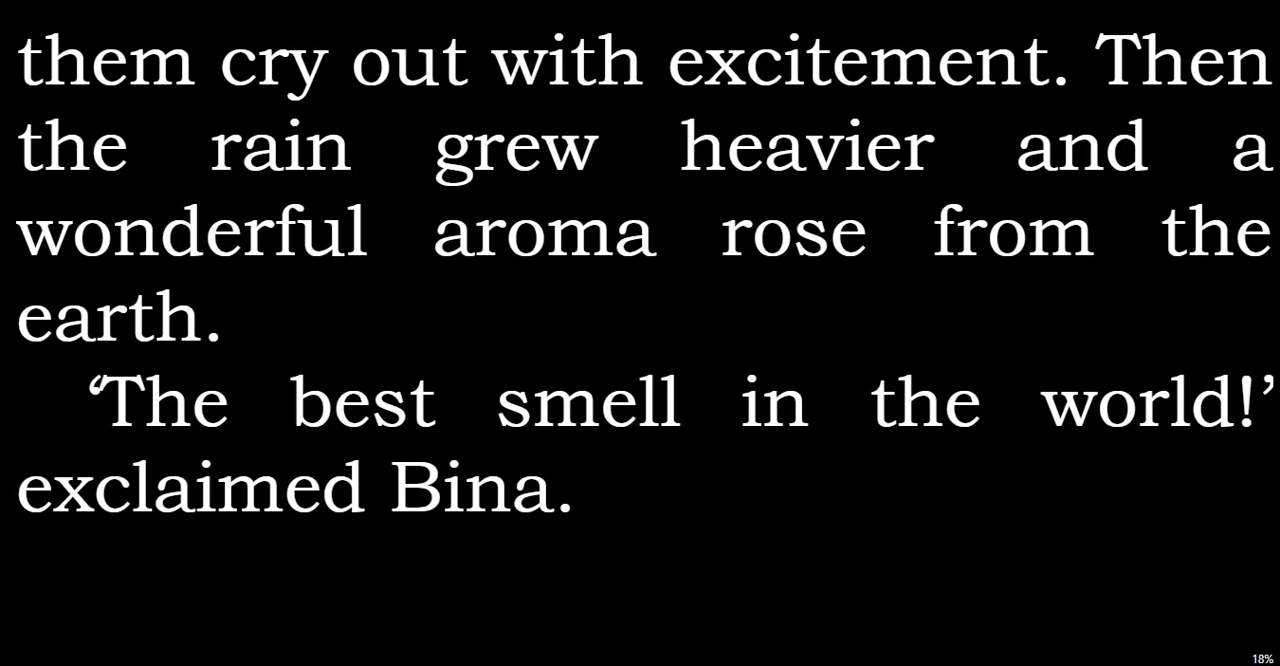 them cry out with excitement. Then
the rain grew heavier and a
wonderful aroma rose from the
earth.
‘The best smell in the world!’
exclaimed Bina.
18%